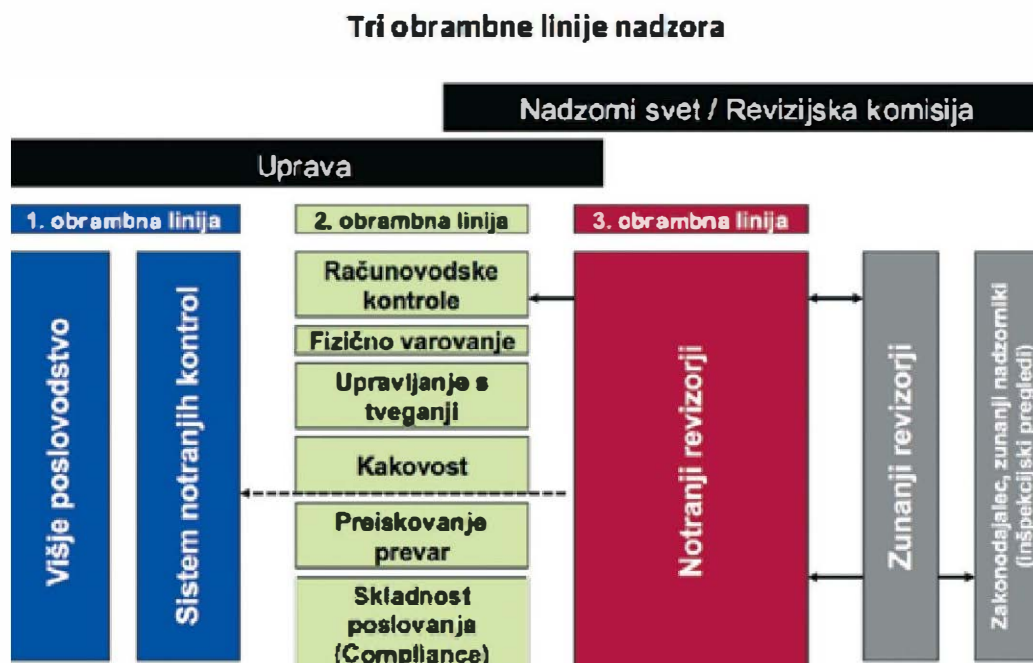 Tri obrambne linije nadzora
Nadzorni svet / Revizijska komisija
Uprava
1. obrambna linija
2. obrambna linija
3. obrambna linija
Višje poslovodstvo
Sistem notranjih kontrol
Računovodske
kontrole
Fizično varovanje
Upravljanje s
tveganji
Kakovost
Preiskovanje
prevar
Skladnost
poslovanja
(Compliance)
Notranji revizorji
Zunanji revizorji
Zakonodajalec, zunanji nadzorniki
(inšpekcijski pregledi)